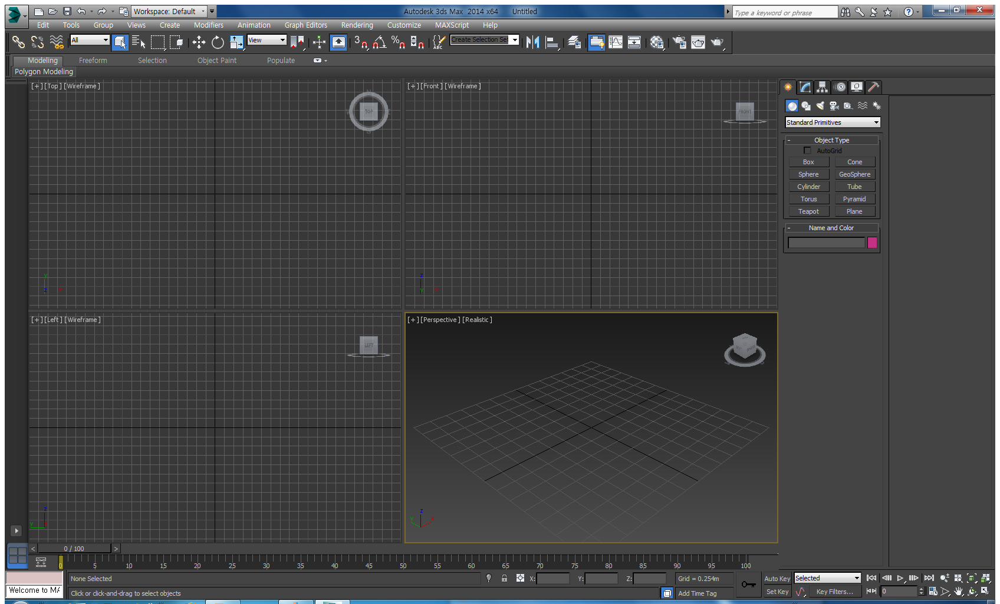 Workspace: Default
Autodesk 3ds Max 2014 x64 Untitled
Type a keyword or phrase
Edit Tools Group Views Create Modifiers Animation Graph Editors Rendering Customize MAXScript Help
All
View
3
%
ABC
Create Selection Set
Modeling Freeform Selection Object Paint Populate
Polygon Modeling
[+] [Top] [Wireframe]
N
TOP
S
y
z x
[+] [Front] [Wireframe]
FRONT
z
y x
[+] [Left] [Wireframe]
LEFT
z
y x
[+] [Perspective] [Realistic]
z
y x
Standard Primitives
- Object Type
AutoGrid
Box Cone
Sphere GeoSphere
Cylinder Tube
Torus Pyramid
Teapot Plane
- Name and Color
< 0 / 100 >
0 5 10 15 20 25 30 35 40 45 50 55 60 65 70 75 80 85 90 95 100
None Selected
X: Y: Z:
Grid = 0.254m
Auto Key
Selected
Welcome to MA
Click or click-and-drag to select objects
Add Time Tag
Set Key
Key Filters...
0